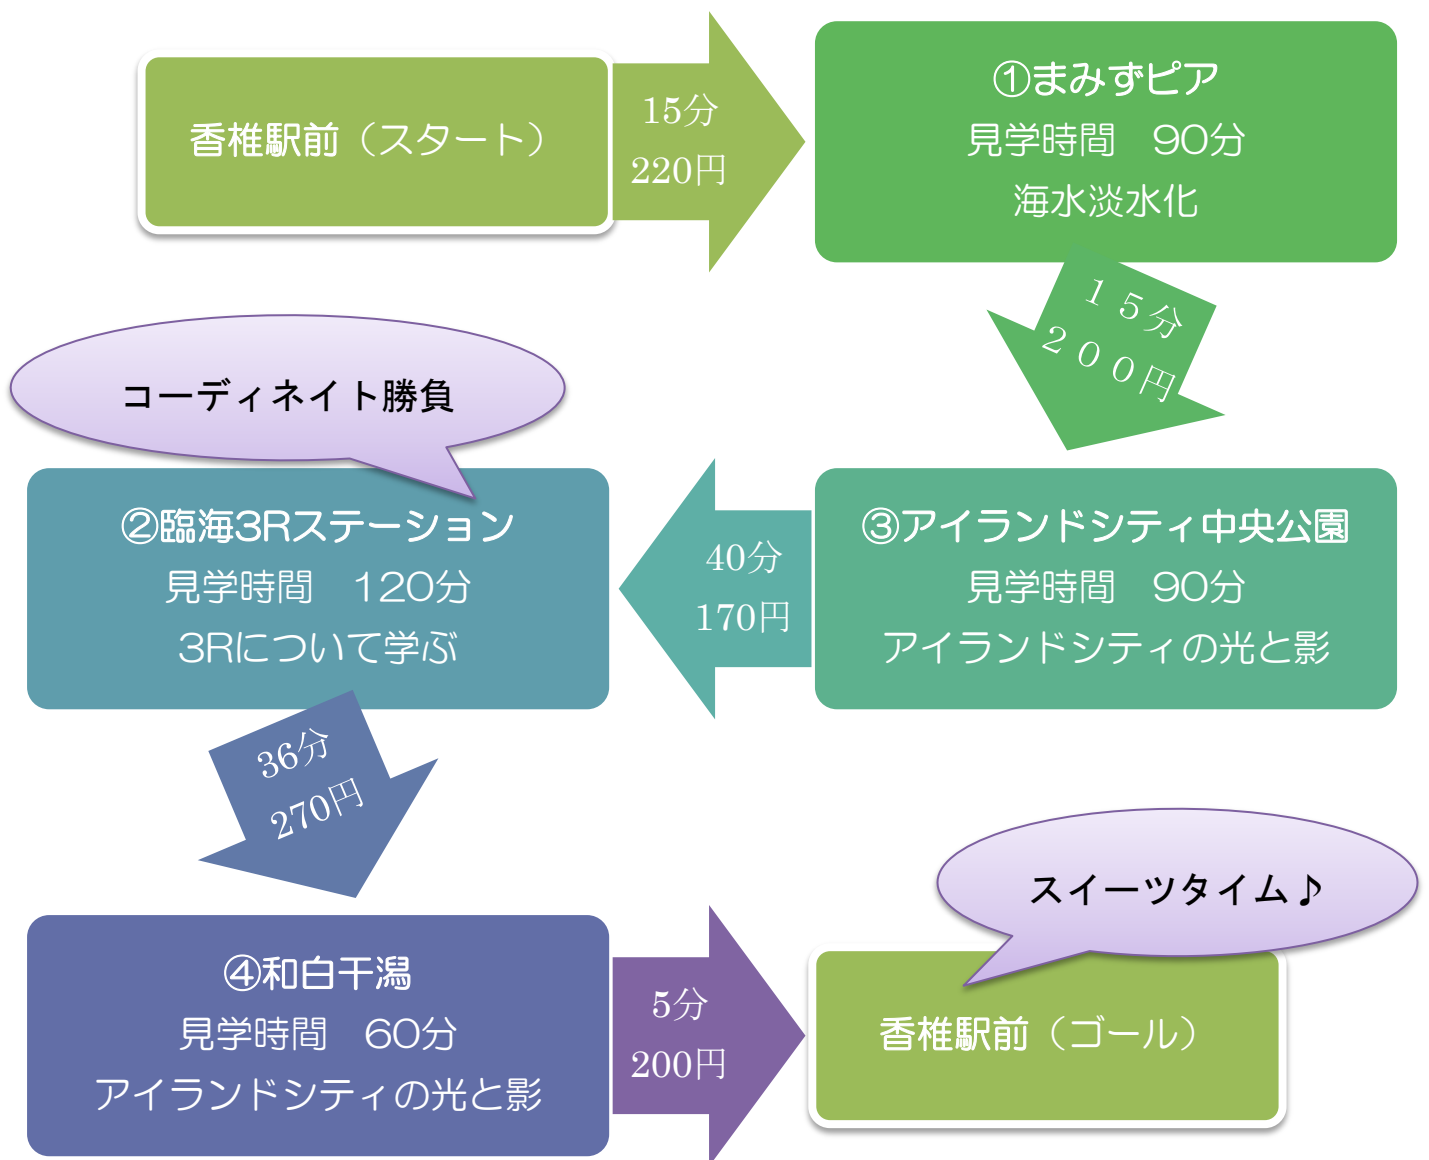 香椎駅前（スタート）
15分
220円
①まみずピア
見学時間　90分
海水淡水化
１５分
２００円
コーディネイト勝負
②臨海3Rステーション
見学時間　120分
3Rについて学ぶ
40分
170円
③アイランドシティ中央公園
見学時間　90分
アイランドシティの光と影
36分
270円
④和白干潟
見学時間　60分
アイランドシティの光と影
5分
200円
スイーツタイム♪
香椎駅前（ゴール）